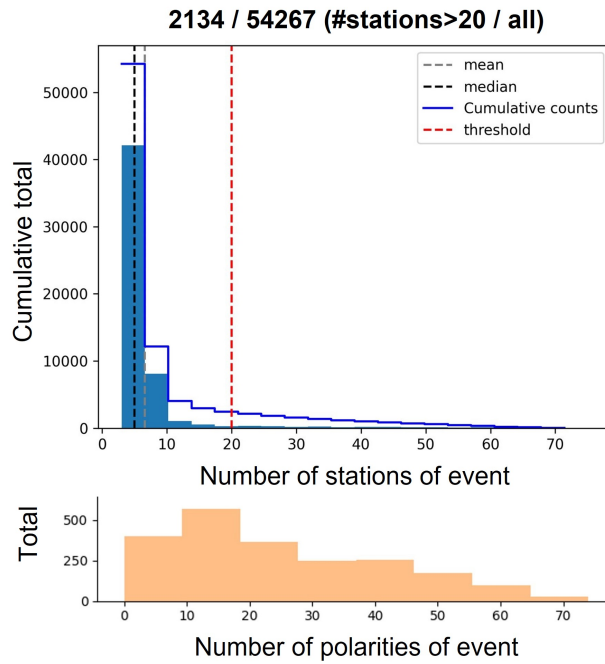 2134 / 54267 (#stations>20 / all)
mean
median
Cumulative counts
threshold
Cumulative total
50000
40000
30000
20000
10000
0
0 10 20 30 40 50 60 70
Number of stations of event
Total
500
250
0
0 10 20 30 40 50 60 70
Number of polarities of event